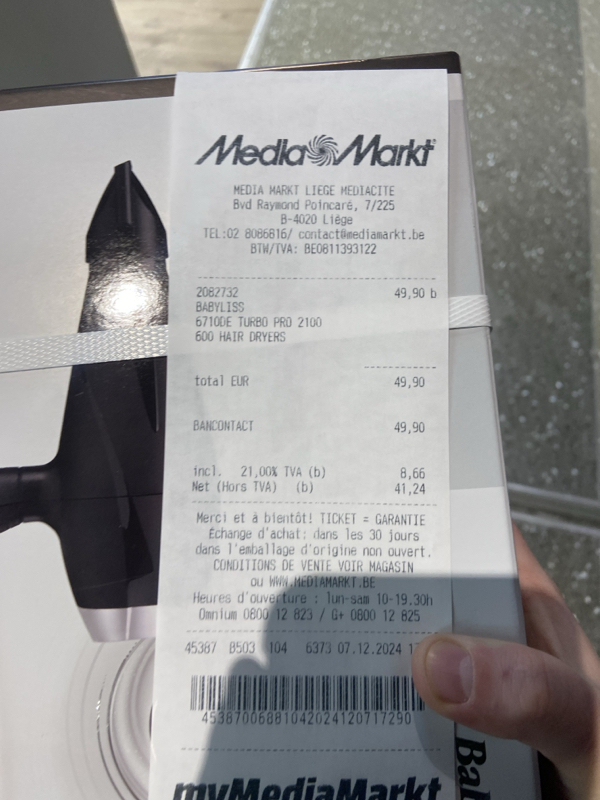 Media Markt
MEDIA MARKT LIEGE MEDIACITE
Bvd Raymond Poincaré, 7/225
B-4020 Liège
TEL:02 8086816/ contact@mediamarkt.be
BTW/TVA: BE0811393122
2082732 49,90 b
BABYLISS
6710DE TURBO PRO 2100
600 HAIR DRYERS
total EUR 49,90
BANCONTACT 49,90
incl. 21,00% TVA (b) 8,66
Net (Hors TVA) (b) 41,24
Merci et à bientôt! TICKET = GARANTIE
Échange d'achat: dans les 30 jours
dans l'emballage d'origine non ouvert.
CONDITIONS DE VENTE VOIR MAGASIN
ou WWW.MEDIAMARKT.BE
Heures d'ouverture : lun-sam 10-19.30h
Omnium 0800 12 823 / G+ 0800 12 825
45387 B503 104 6373 07.12.2024
45387006881042024120717290
myMediaMarkt